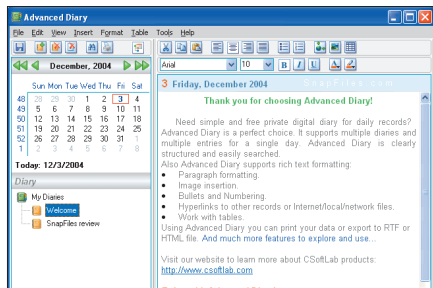 Advanced Diary
File Edit View Insert Format Table Tools Help
December, 2004
Arial 10 B I U
Sun Mon Tue Wed Thu Fri Sat
48 28 29 30 1 2 3 4
49 5 6 7 8 9 10 11
50 12 13 14 15 16 17 18
51 19 20 21 22 23 24 25
52 26 27 28 29 30 31 1
1 2 3 4 5 6 7 8
Today: 12/3/2004
Diary
My Diaries
Welcome
SnapFiles review
3 Friday, December 2004 SnapFiles.com
Thank you for choosing Advanced Diary!
Need simple and free private digital diary for daily records?
Advanced Diary is a perfect choice. It supports multiple diaries and
multiple entries for a single day. Advanced Diary is clearly
structured and easily searched.
Also Advanced Diary supports rich text formatting:
• Paragraph formatting.
• Image insertion.
• Bullets and Numbering.
• Hyperlinks to other records or Internet/local/network files.
• Work with tables.
Using Advanced Diary you can print your data or export to RTF or
HTML file. And much more features to explore and use...
Visit our website to learn more about CSoftLab products:
http://www.csoftlab.com